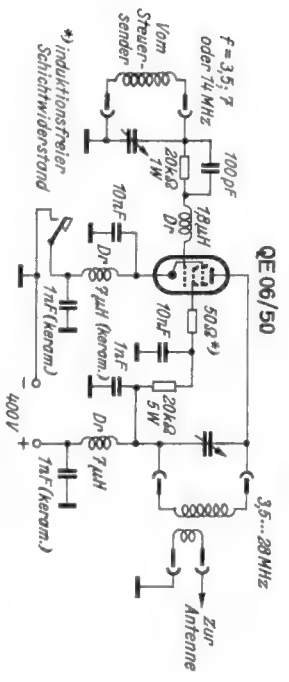 QE 06/50
f = 3,5; 7
oder 14 MHz
Vom
Steuer-
sender
100pF
20kΩ
1W
18μH
Dr
50Ω *)
10nF
10nF
Dr 7μH (keram.)
1nF (keram.)
1nF
20kΩ
5W
Dr 7μH
1nF (keram.)
− 400V +
3,5...28 MHz
Zur
Antenne
*) induktionsfreier
Schichtwiderstand